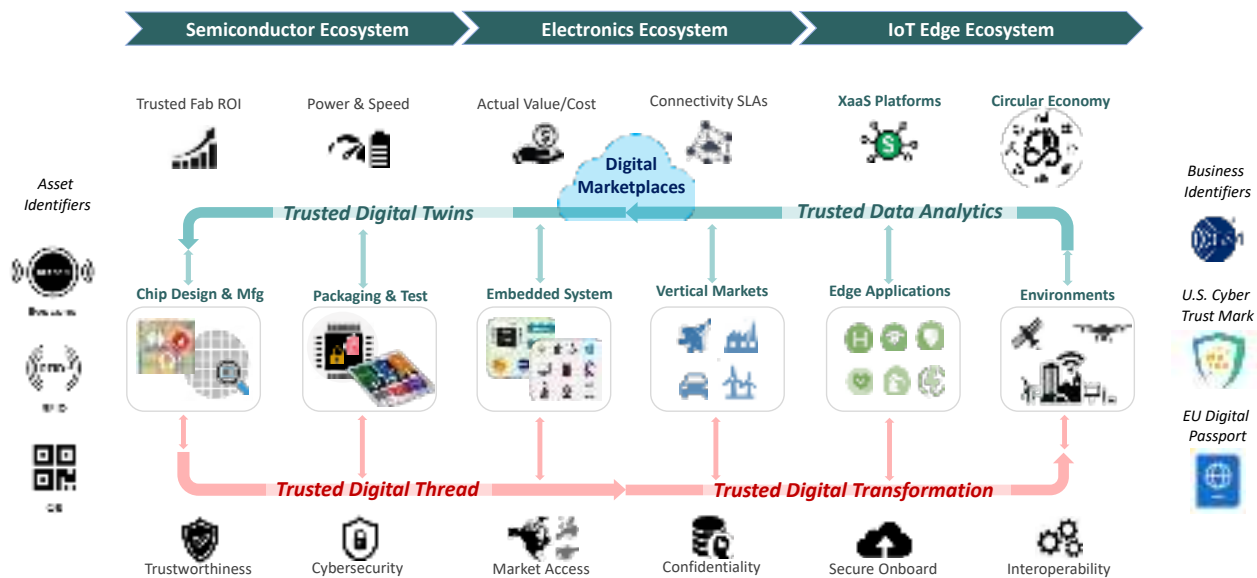 Semiconductor Ecosystem
Electronics Ecosystem
IoT Edge Ecosystem
Trusted Fab ROI
Power & Speed
Actual Value/Cost
Connectivity SLAs
XaaS Platforms
Circular Economy
Digital
Marketplaces
Asset
Identifiers
Business
Identifiers
Trusted Digital Twins
Trusted Data Analytics
Chip Design & Mfg
Packaging & Test
Embedded System
Vertical Markets
Edge Applications
Environments
U.S. Cyber
Trust Mark
EU Digital
Passport
Trusted Digital Thread
Trusted Digital Transformation
Trustworthiness
Cybersecurity
Market Access
Confidentiality
Secure Onboard
Interoperability